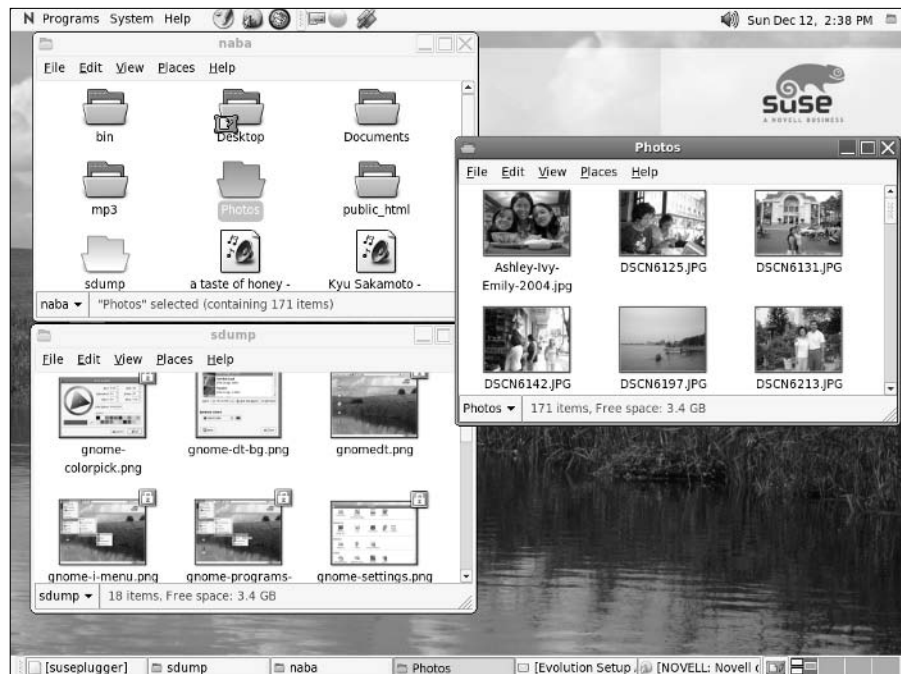 N Programs System Help
Sun Dec 12, 2:38 PM
naba
File Edit View Places Help
bin
Desktop
Documents
mp3
Photos
public_html
sdump
a taste of honey -
Kyu Sakamoto -
naba
"Photos" selected (containing 171 items)
SUSE
A NOVELL BUSINESS
Photos
File Edit View Places Help
Ashley-Ivy-
Emily-2004.jpg
DSCN6125.JPG
DSCN6131.JPG
DSCN6142.JPG
DSCN6197.JPG
DSCN6213.JPG
Photos
171 items, Free space: 3.4 GB
sdump
File Edit View Places Help
gnome-
colorpick.png
gnome-dt-bg.png
gnomedt.png
gnome-i-menu.png
gnome-programs-
gnome-settings.png
sdump
18 items, Free space: 3.4 GB
[suseplugger]
sdump
naba
Photos
[Evolution Setup
[NOVELL: Novell